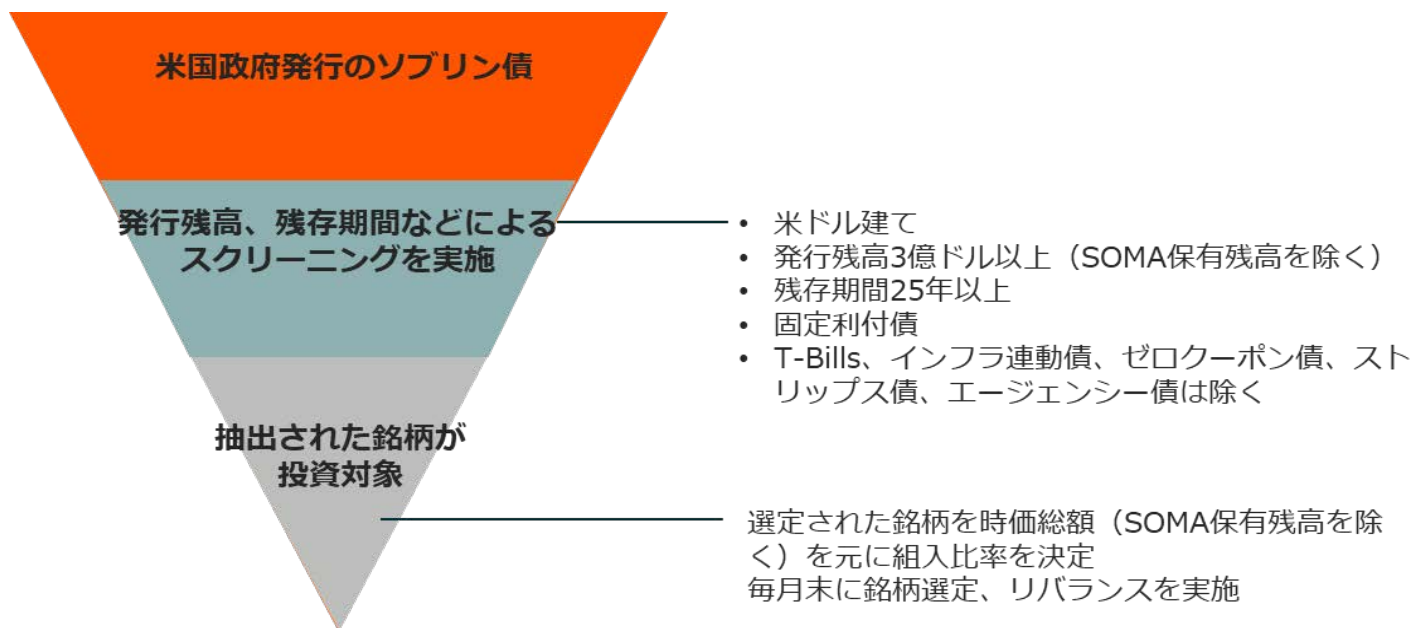 米国政府発行のソブリン債
発行残高、残存期間などによる
スクリーニングを実施
• 米ドル建て
• 発行残高3億ドル以上（SOMA保有残高を除く）
• 残存期間25年以上
• 固定利付債
• T-Bills、インフラ連動債、ゼロクーポン債、スト
リップス債、エージェンシー債は除く
抽出された銘柄が
投資対象
選定された銘柄を時価総額（SOMA保有残高を除
く）を元に組入比率を決定
毎月末に銘柄選定、リバランスを実施